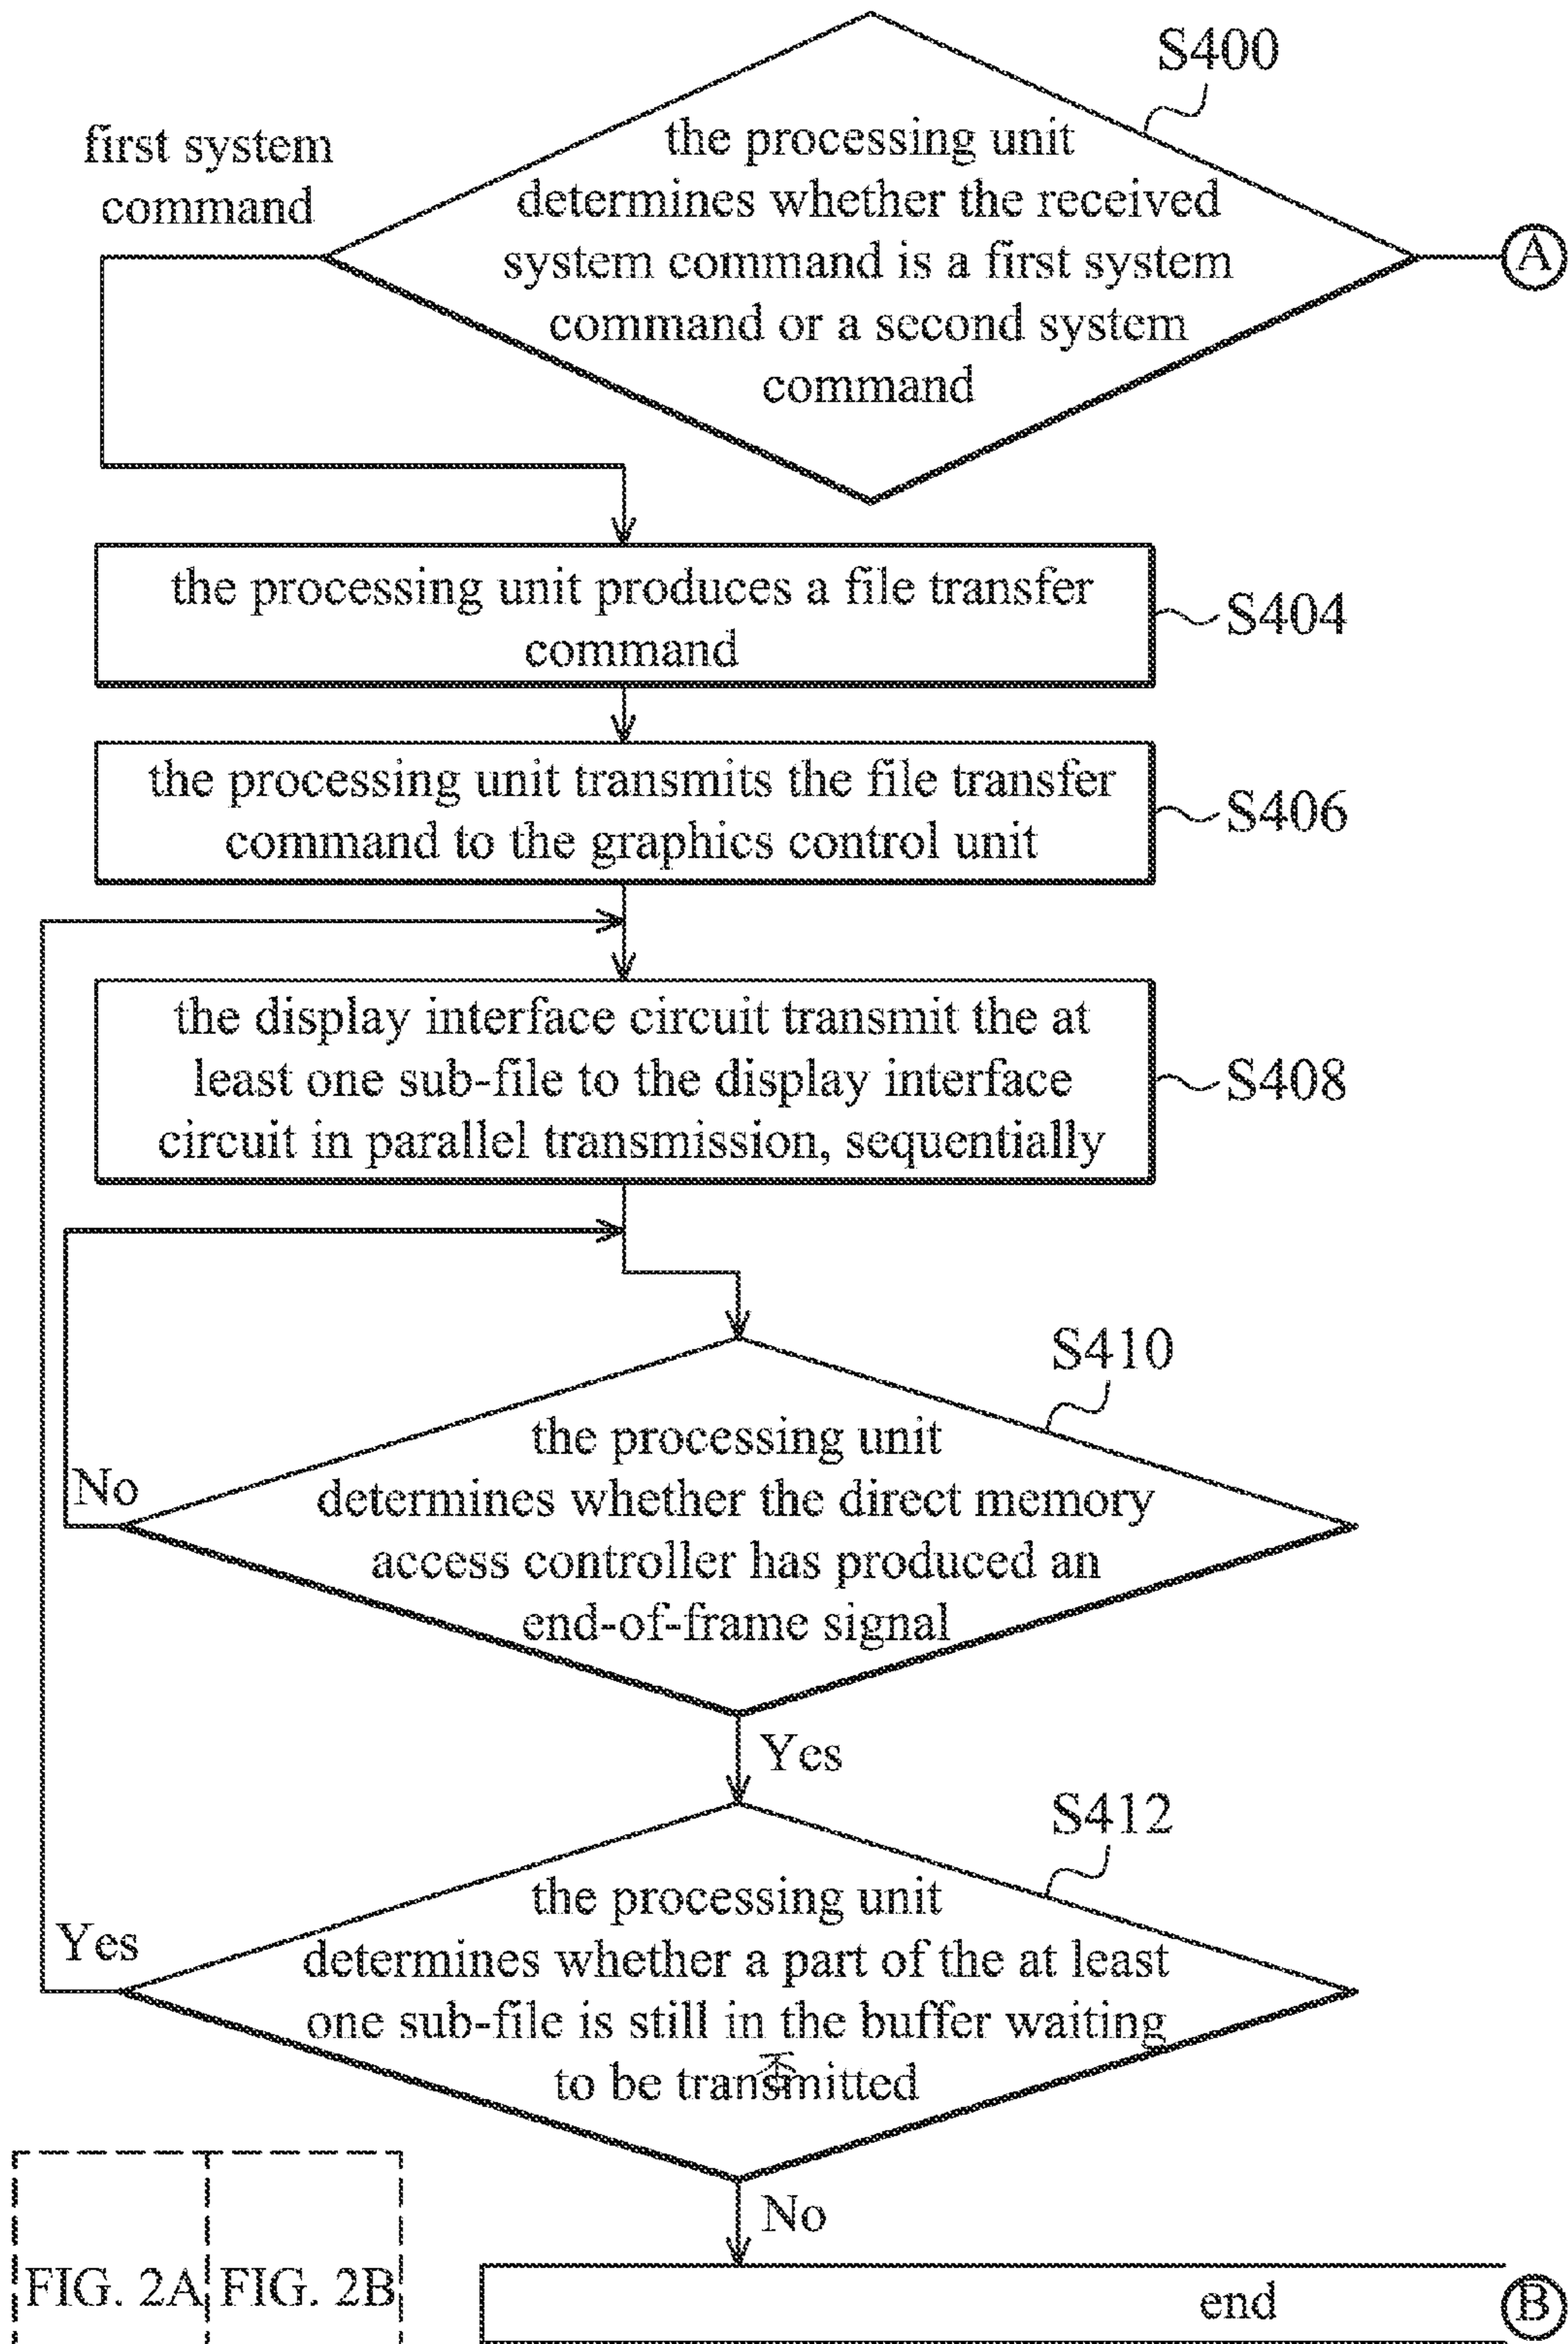 S400
first system
command
the processing unit
determines whether the received
system command is a first system
command or a second system
command
A
the processing unit produces a file transfer
command
S404
the processing unit transmits the file transfer
command to the graphics control unit
S406
the display interface circuit transmit the at
least one sub-file to the display interface
circuit in parallel transmission, sequentially
S408
S410
the processing unit
determines whether the direct memory
access controller has produced an
end-of-frame signal
No
Yes
S412
the processing unit
determines whether a part of the at least
one sub-file is still in the buffer waiting
to be transmitted
Yes
No
FIG. 2A
FIG. 2B
end
B